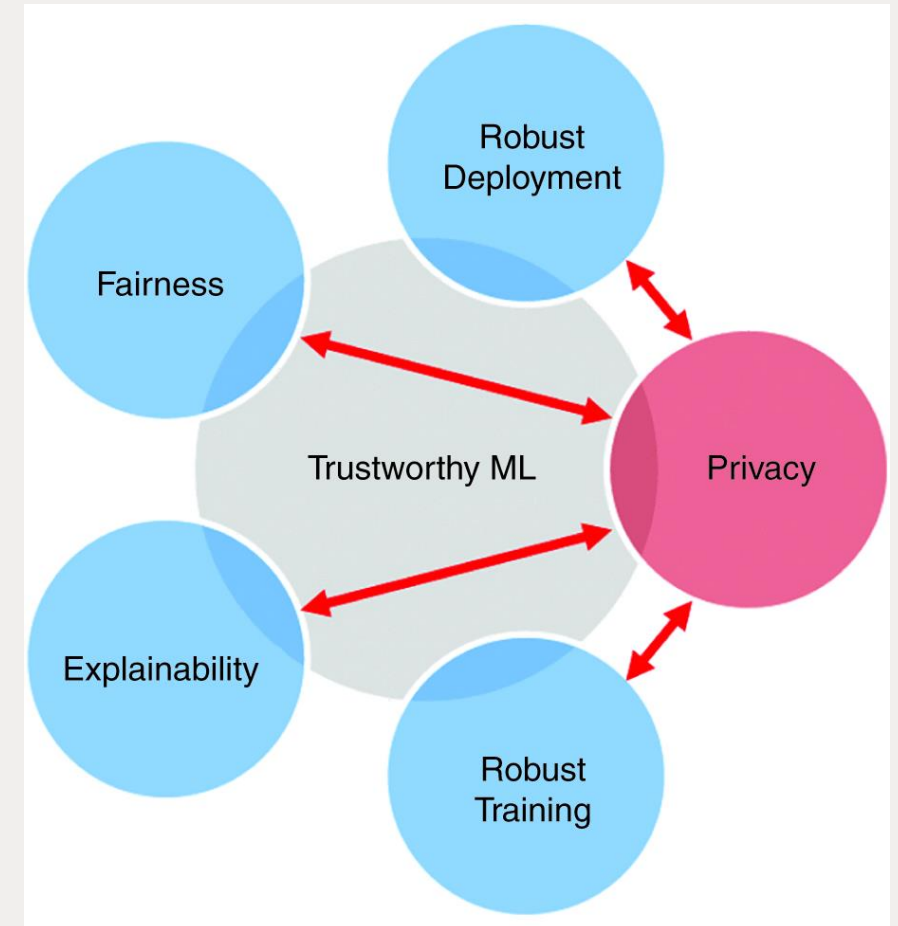 Robust
Deployment
Fairness
Trustworthy ML
Privacy
Explainability
Robust
Training